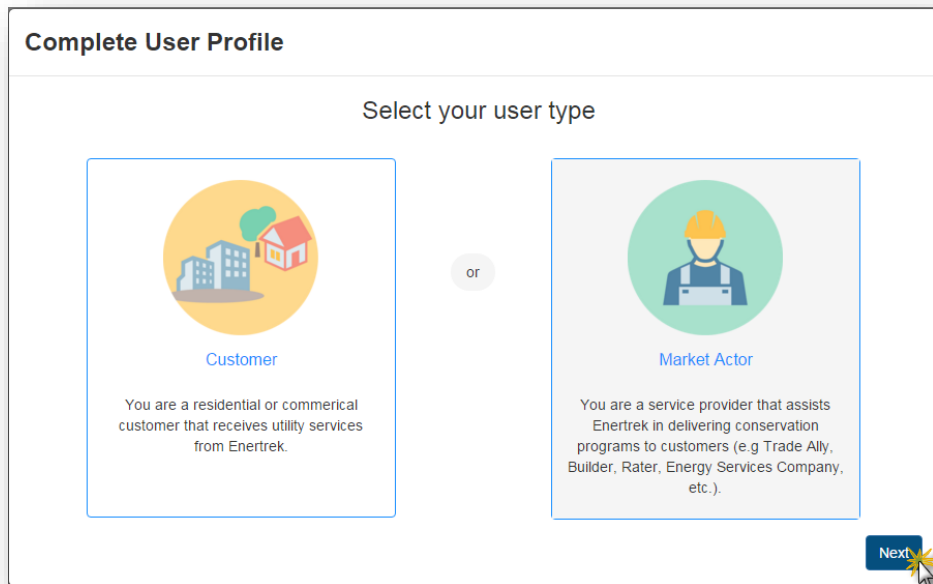 Complete User Profile
Select your user type
or
Customer
You are a residential or commerical
customer that receives utility services
from Enertrek.
Market Actor
You are a service provider that assists
Enertrek in delivering conservation
programs to customers (e.g Trade Ally,
Builder, Rater, Energy Services Company,
etc.).
Next